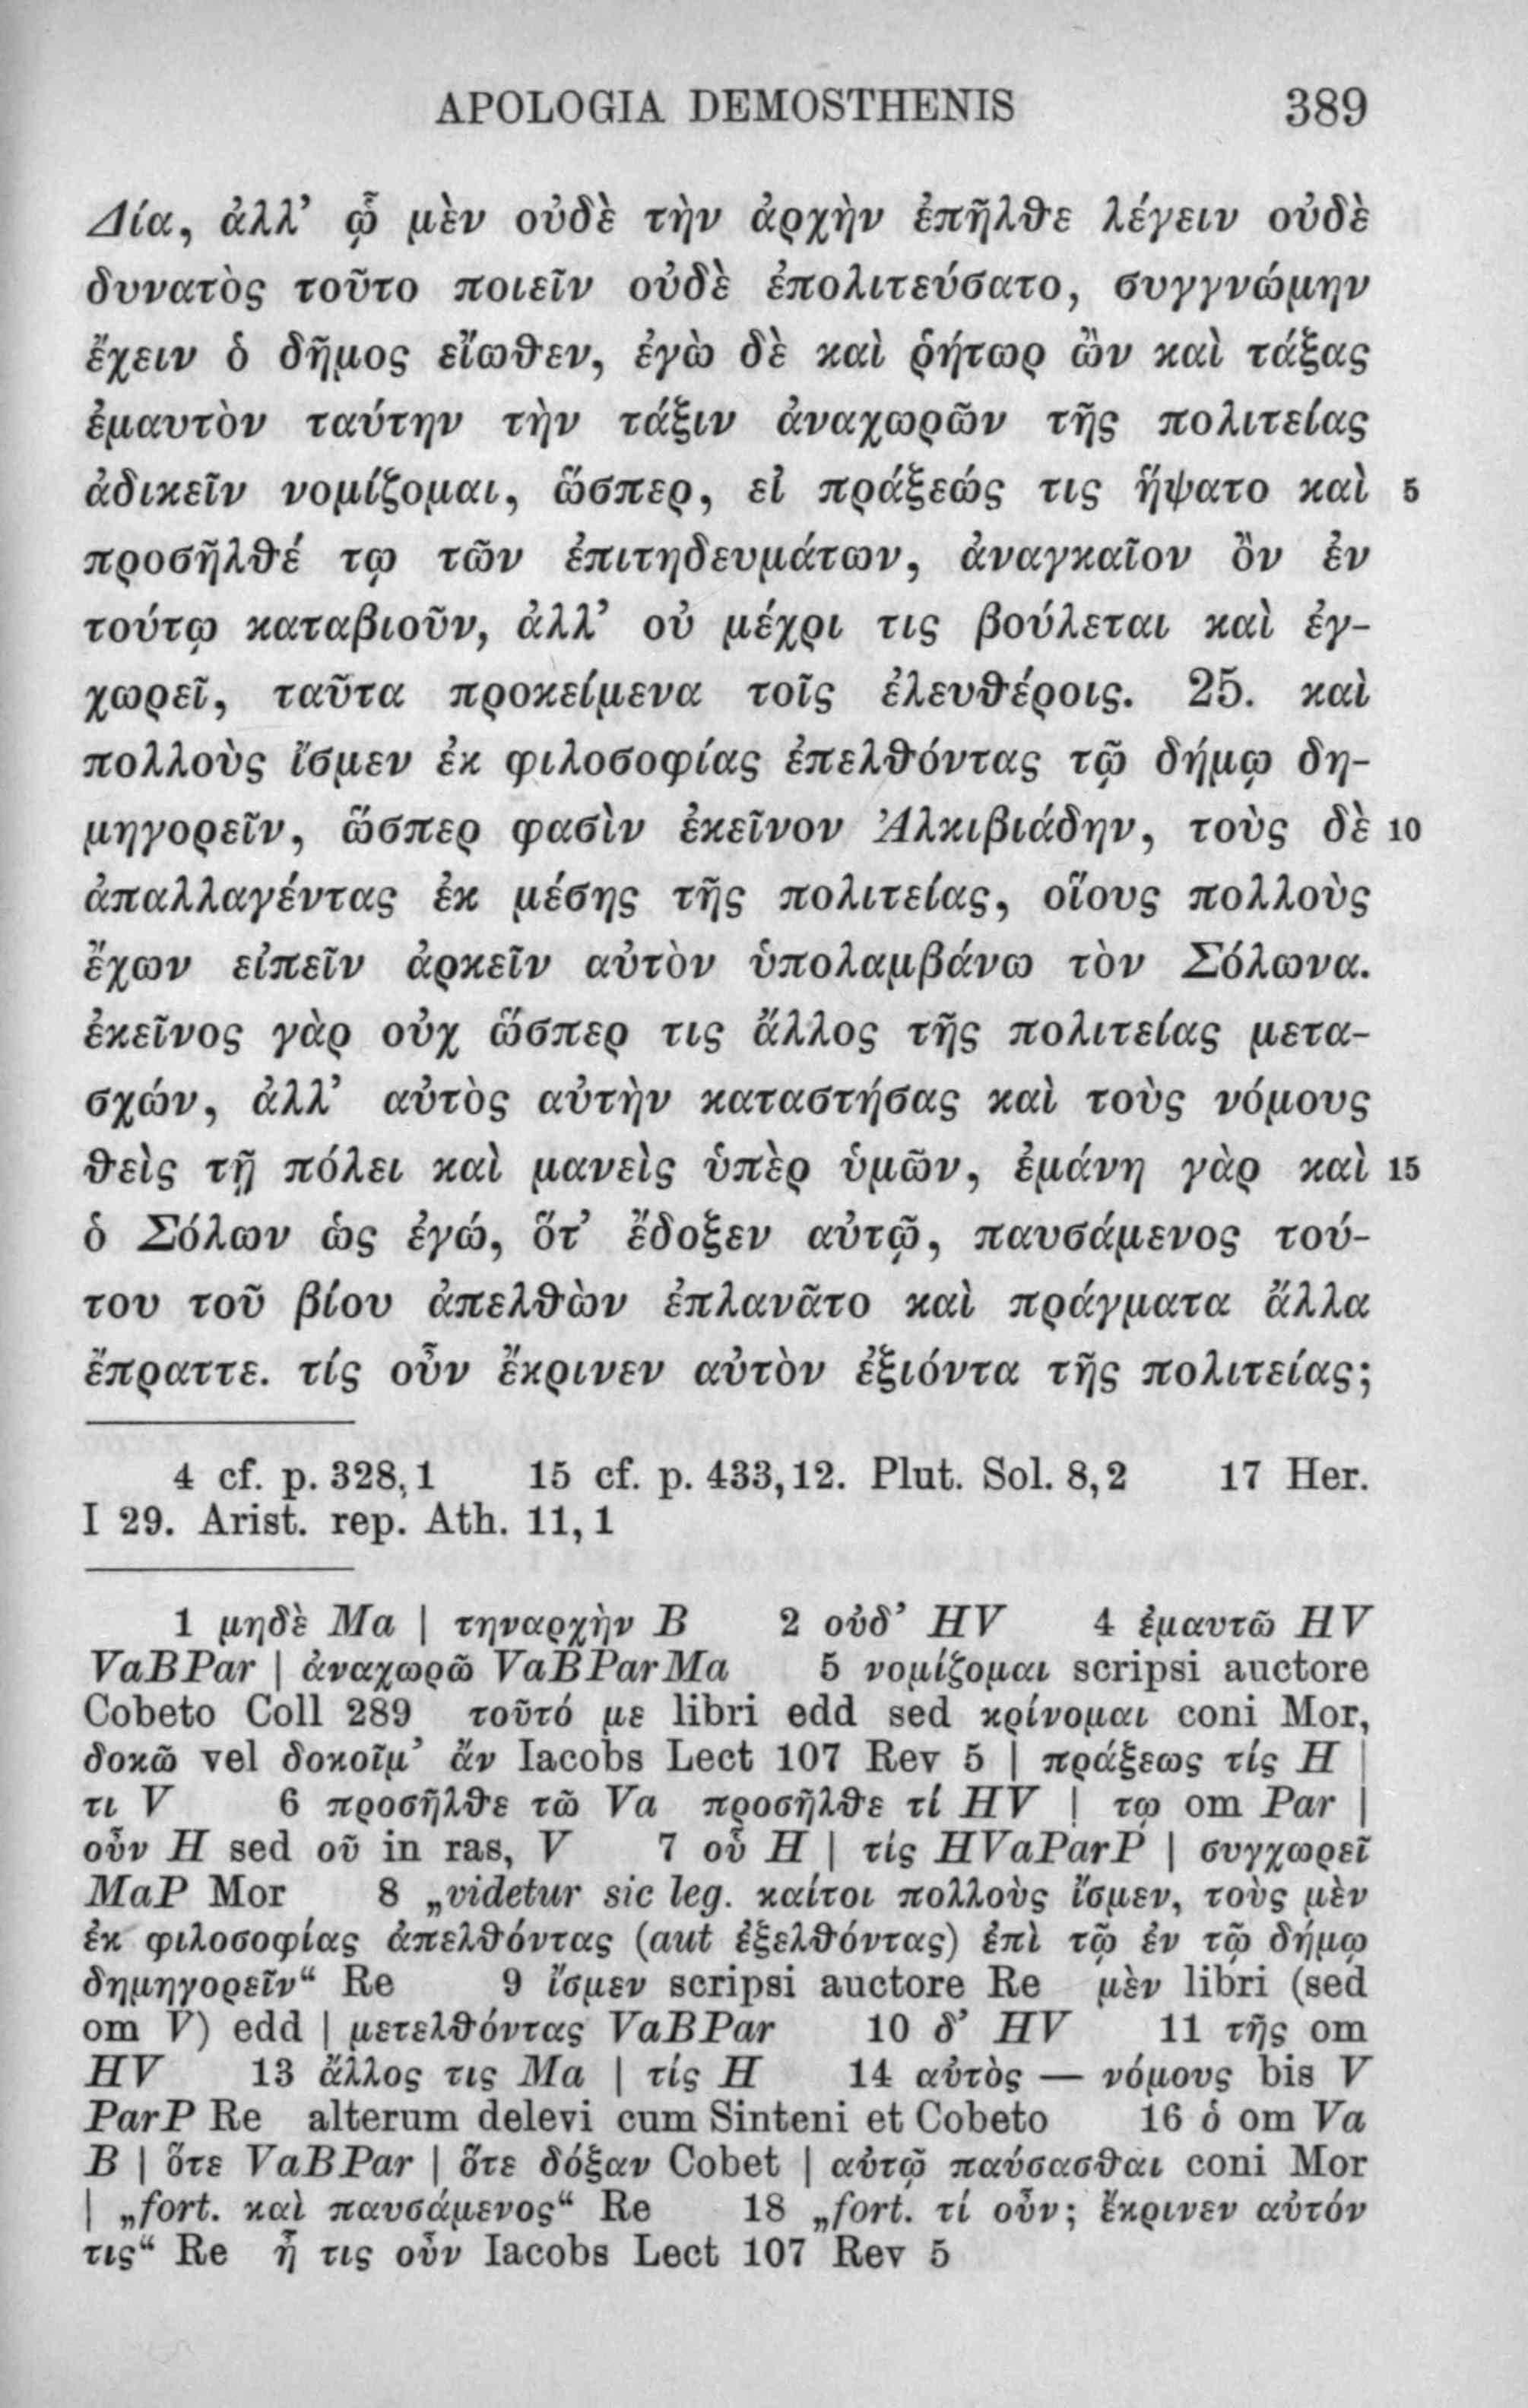 APOLOGIA DEMOSTHENIS 389
Δία, ἀλλ’ ᾧ μὲν οὐδὲ τὴν ἀρχὴν ἐπῆλθε λέγειν οὐδὲ
δυνατὸς τοῦτο ποιεῖν οὐδὲ ἐπολιτεύσατο, συγγνώμην
ἔχειν ὁ δῆμος εἴωθεν, ἐγὼ δὲ καὶ ῥήτωρ ὢν καὶ τάξας
ἐμαυτὸν ταύτην τὴν τάξιν ἀναχωρῶν τῆς πολιτείας
ἀδικεῖν νομίζομαι, ὥσπερ, εἰ πράξεώς τις ἥψατο καὶ 5
προσῆλθέ τῳ τῶν ἐπιτηδευμάτων, ἀναγκαῖον ὂν ἐν
τούτῳ καταβιοῦν, ἀλλ’ οὐ μέχρι τις βούλεται καὶ ἐγ-
χωρεῖ, ταῦτα προκείμενα τοῖς ἐλευθέροις. 25. καὶ
πολλοὺς ἴσμεν ἐκ φιλοσοφίας ἐπελθόντας τῷ δήμῳ δη-
μηγορεῖν, ὥσπερ φασὶν ἐκεῖνον Ἀλκιβιάδην, τοὺς δὲ 10
ἀπαλλαγέντας ἐκ μέσης τῆς πολιτείας, οἵους πολλοὺς
ἔχων εἰπεῖν ἀρκεῖν αὐτὸν ὑπολαμβάνω τὸν Σόλωνα.
ἐκεῖνος γὰρ οὐχ ὥσπερ τις ἄλλος τῆς πολιτείας μετα-
σχών, ἀλλ’ αὐτὸς αὐτὴν καταστήσας καὶ τοὺς νόμους
θεὶς τῇ πόλει καὶ μανεὶς ὑπὲρ ὑμῶν, ἐμάνη γὰρ καὶ 15
ὁ Σόλων ὡς ἐγώ, ὅτ’ ἔδοξεν αὐτῷ, παυσάμενος τού-
του τοῦ βίου ἀπελθὼν ἐπλανᾶτο καὶ πράγματα ἄλλα
ἔπραττε. τίς οὖν ἔκρινεν αὐτὸν ἐξιόντα τῆς πολιτείας;
4 cf. p. 328,1 15 cf. p. 433,12. Plut. Sol. 8,2 17 Her.
I 29. Arist. rep. Ath. 11,1
1 μηδὲ Ma | τηναρχὴν B 2 οὐδ’ HV 4 ἐμαυτῶ HV
VaBPar | ἀναχωρῶ VaBParMa 5 νομίζομαι scripsi auctore
Cobeto Coll 289 τοῦτό με libri edd sed κρίνομαι coni Mor,
δοκῶ vel δοκοῖμ’ ἄν Iacobs Lect 107 Rev 5 | πράξεως τίς H |
τι V 6 προσῆλθε τῶ Va προσῆλθε τί HV | τῳ om Par |
οὖν H sed οῦ in ras, V 7 οὗ H | τίς HVaParP | συγχωρεῖ
MaP Mor 8 „videtur sic leg. καίτοι πολλοὺς ἴσμεν, τοὺς μὲν
ἐκ φιλοσοφίας ἀπελθόντας (aut ἐξελθόντας) ἐπὶ τῷ ἐν τῷ δήμῳ
δημηγορεῖν“ Re 9 ἴσμεν scripsi auctore Re μὲν libri (sed
om V) edd | μετελθόντας VaBPar 10 δ’ HV 11 τῆς om
HV 13 ἄλλος τις Ma | τίς H 14 αὐτὸς — νόμους bis V
ParP Re alterum delevi cum Sinteni et Cobeto 16 ὁ om Va
B | ὅτε VaBPar | ὅτε δόξαν Cobet | αὐτῷ παύσασθαι coni Mor
| „fort. καὶ παυσάμενος“ Re 18 „fort. τί οὖν; ἔκρινεν αὐτόν
τις“ Re ἦ τις οὖν Iacobs Lect 107 Rev 5